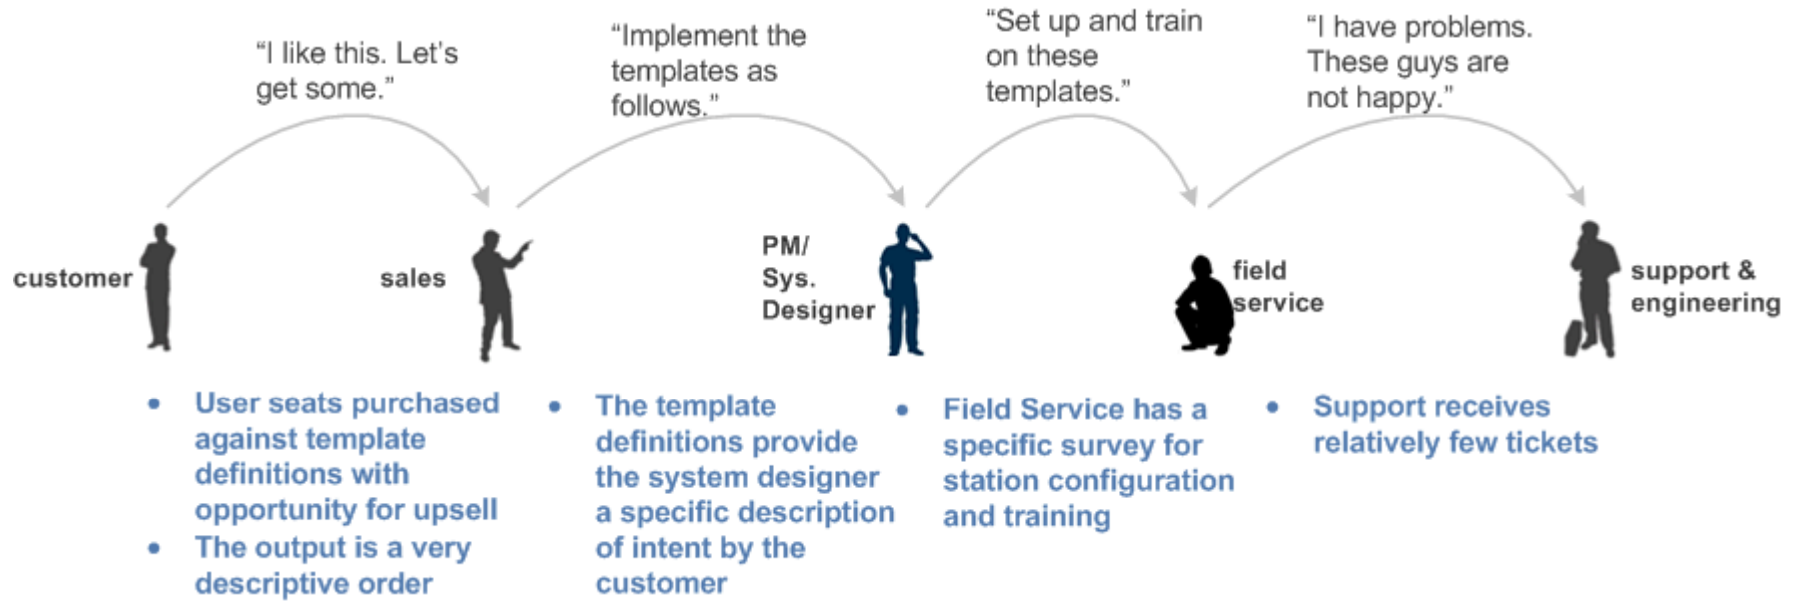 “I like this. Let’s
get some.”
“Implement the
templates as
follows.”
“Set up and train
on these
templates.”
“I have problems.
These guys are
not happy.”
customer
sales
PM/
Sys.
Designer
field
service
support &
engineering
• User seats purchased
against template
definitions with
opportunity for upsell
• The output is a very
descriptive order
• The template
definitions provide
the system designer
a specific description
of intent by the
customer
• Field Service has a
specific survey for
station configuration
and training
• Support receives
relatively few tickets